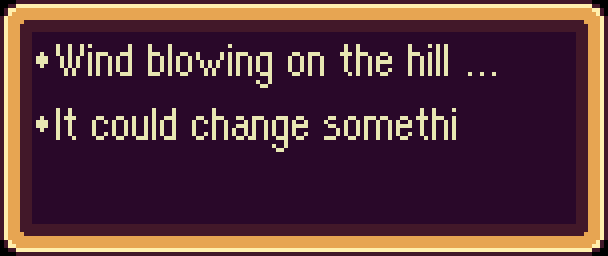 •Wind blowing on the hill ...
•It could change somethi